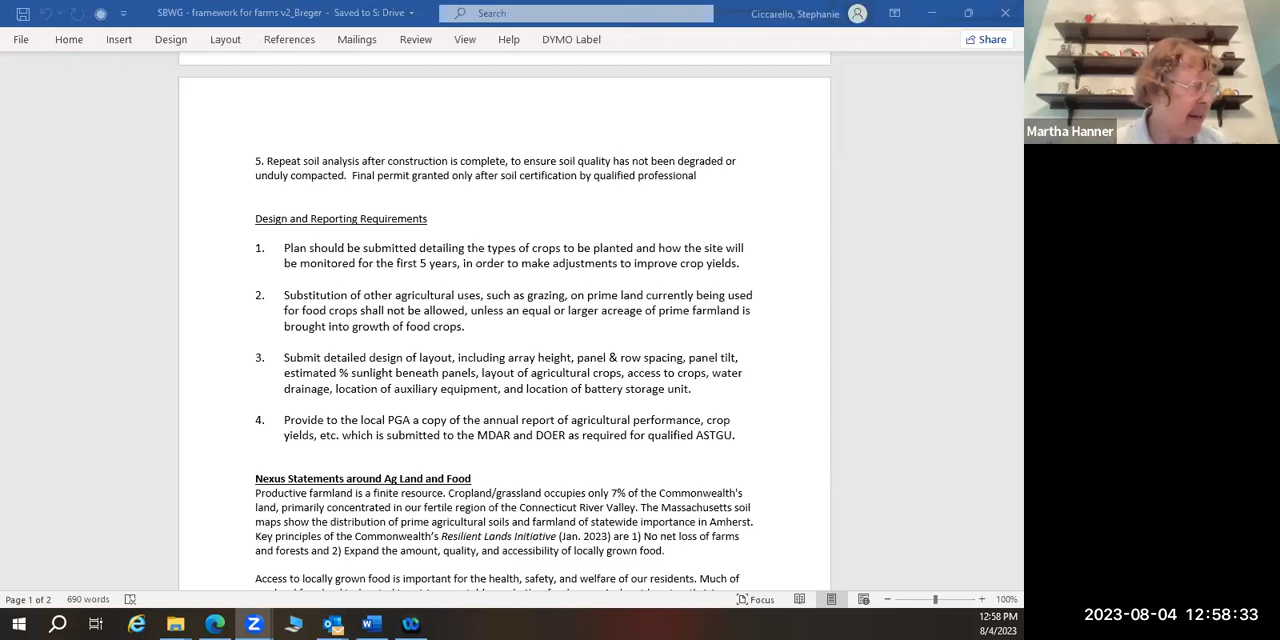 SBWG - framework for farms v2_Breger - Saved to S: Drive
Search
Ciccarello, Stephanie
File Home Insert Design Layout References Mailings Review View Help DYMO Label
Share
Martha Hanner
5. Repeat soil analysis after construction is complete, to ensure soil quality has not been degraded or
unduly compacted. Final permit granted only after soil certification by qualified professional
Design and Reporting Requirements
1. Plan should be submitted detailing the types of crops to be planted and how the site will
be monitored for the first 5 years, in order to make adjustments to improve crop yields.
2. Substitution of other agricultural uses, such as grazing, on prime land currently being used
for food crops shall not be allowed, unless an equal or larger acreage of prime farmland is
brought into growth of food crops.
3. Submit detailed design of layout, including array height, panel & row spacing, panel tilt,
estimated % sunlight beneath panels, layout of agricultural crops, access to crops, water
drainage, location of auxiliary equipment, and location of battery storage unit.
4. Provide to the local PGA a copy of the annual report of agricultural performance, crop
yields, etc. which is submitted to the MDAR and DOER as required for qualified ASTGU.
Nexus Statements around Ag Land and Food
Productive farmland is a finite resource. Cropland/grassland occupies only 7% of the Commonwealth's
land, primarily concentrated in our fertile region of the Connecticut River Valley. The Massachusetts soil
maps show the distribution of prime agricultural soils and farmland of statewide importance in Amherst.
Key principles of the Commonwealth's Resilient Lands Initiative (Jan. 2023) are 1) No net loss of farms
and forests and 2) Expand the amount, quality, and accessibility of locally grown food.
Access to locally grown food is important for the health, safety, and welfare of our residents. Much of
Page 1 of 2 690 words
Focus
100%
12:58 PM
8/4/2023
2023-08-04 12:58:33